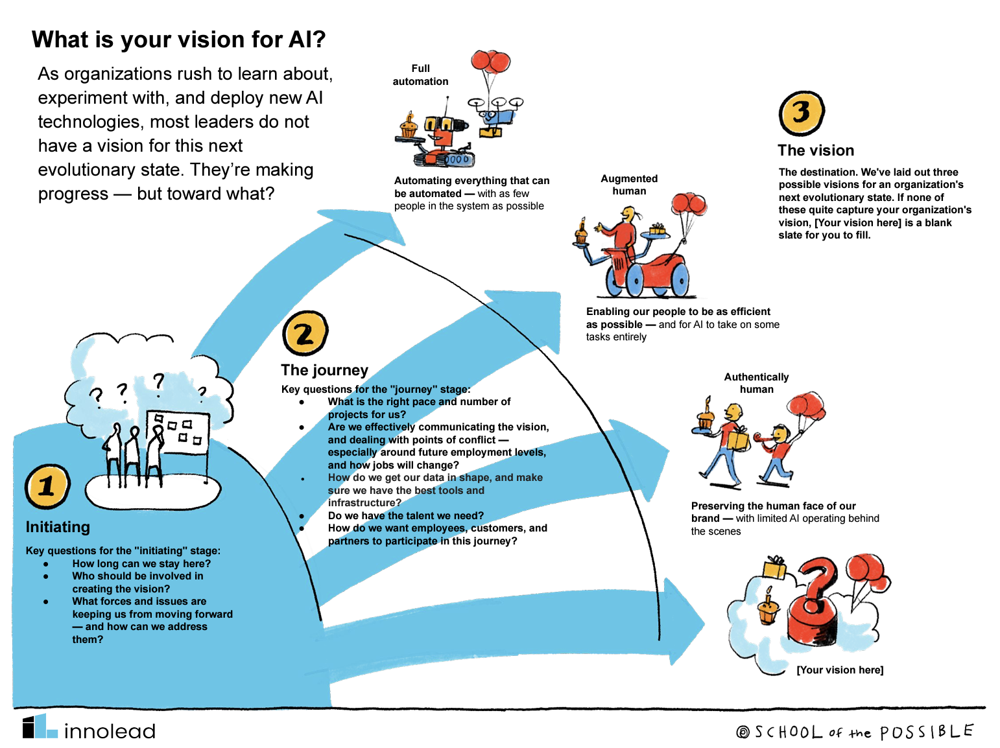 What is your vision for AI?
As organizations rush to learn about,
experiment with, and deploy new AI
technologies, most leaders do not
have a vision for this next
evolutionary state. They’re making
progress — but toward what?
Full
automation
Automating everything that can
be automated — with as few
people in the system as possible
Augmented
human
Enabling our people to be as efficient
as possible — and for AI to take on some
tasks entirely
3
The vision
The destination. We've laid out three
possible visions for an organization's
next evolutionary state. If none of
these quite capture your organization's
vision, [Your vision here] is a blank
slate for you to fill.
2
The journey
Key questions for the "journey" stage:
● What is the right pace and number of
projects for us?
● Are we effectively communicating the vision,
and dealing with points of conflict —
especially around future employment levels,
and how jobs will change?
• How do we get our data in shape, and make
sure we have the best tools and
infrastructure?
● Do we have the talent we need?
● How do we want employees, customers, and
partners to participate in this journey?
Authentically
human
Preserving the human face of our
brand — with limited AI operating behind
the scenes
? ? ? ?
1
Initiating
Key questions for the "initiating" stage:
● How long can we stay here?
● Who should be involved in
creating the vision?
● What forces and issues are
keeping us from moving forward
— and how can we address
them?
?
[Your vision here]
innolead
℗ SCHOOL of the POSSIBLE